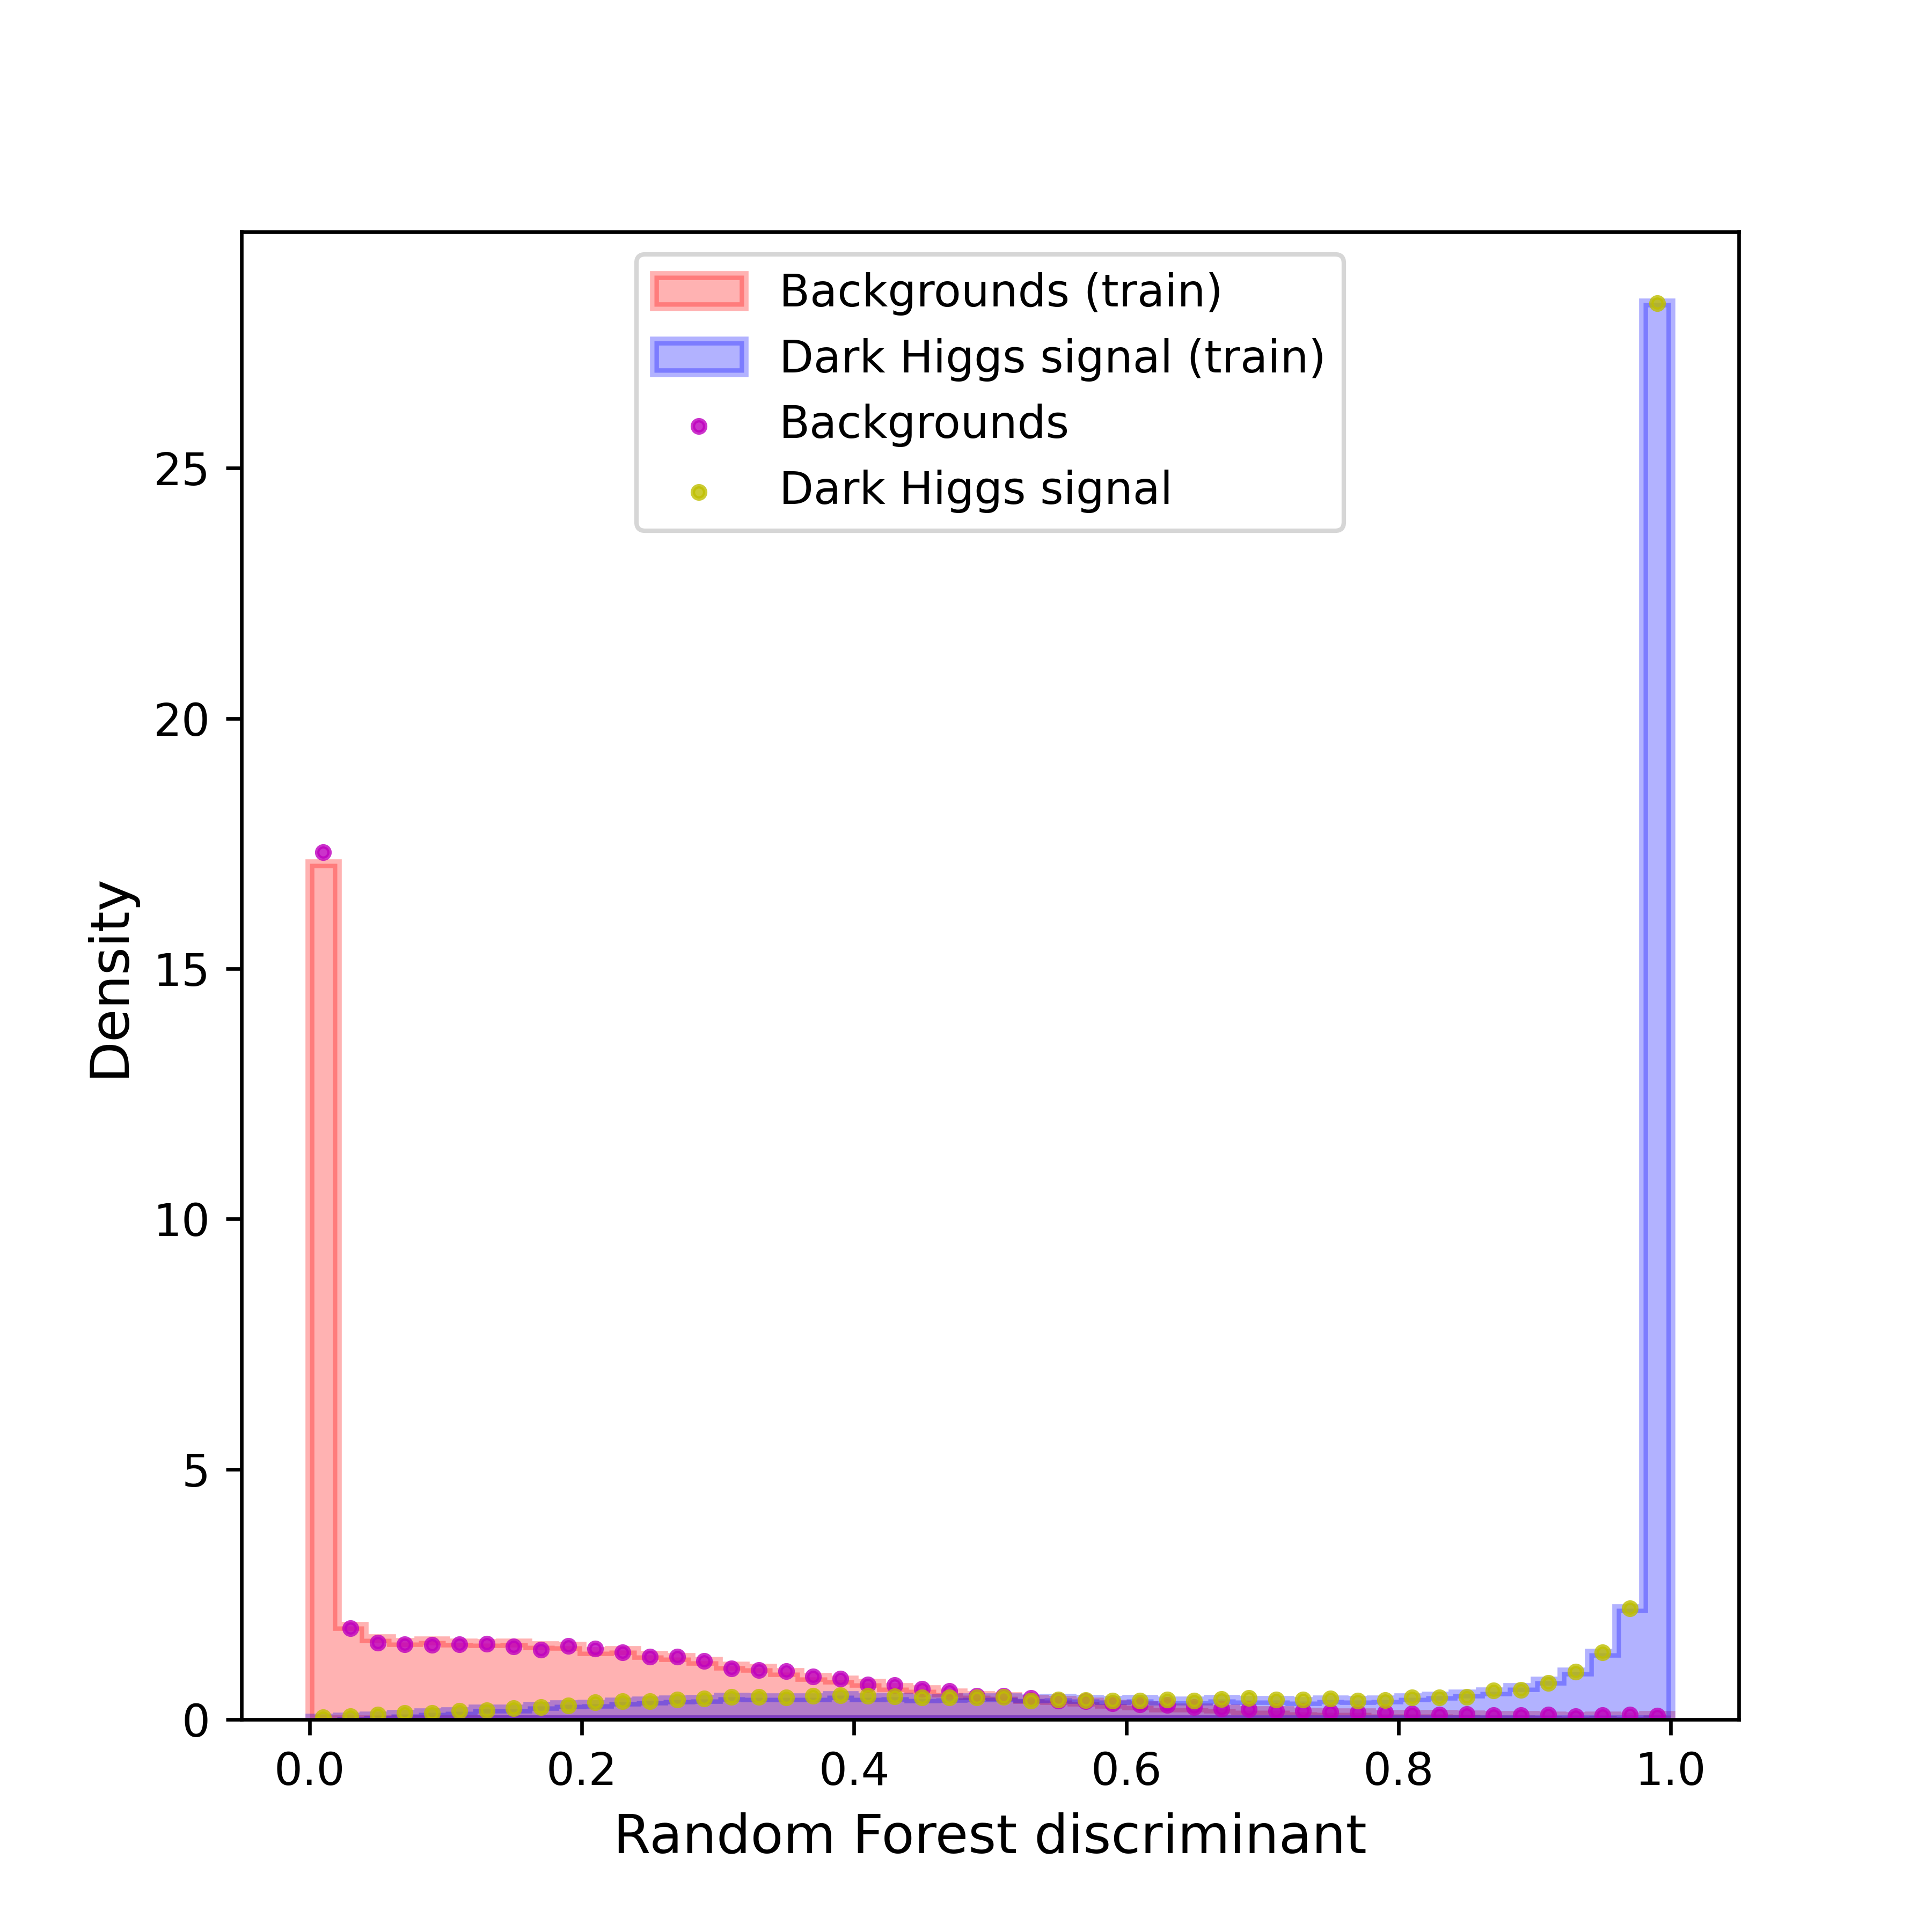 Backgrounds (train)
Dark Higgs signal (train)
Backgrounds
Dark Higgs signal
25
20
15
10
5
0
Density
0.0 0.2 0.4 0.6 0.8 1.0
Random Forest discriminant